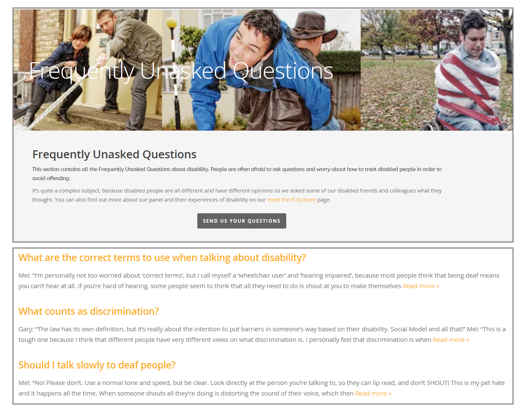 Frequently Unasked Questions
Frequently Unasked Questions
This section contains all the Frequently Unasked Questions about disability. People are often afraid to ask questions and worry about how to treat disabled people in order to
avoid offending.
It's quite a complex subject, because disabled people are all different and have different opinions so we asked some of our disabled friends and colleagues what they
thought. You can also find out more about our panel and their experiences of disability on our meet the FUQ team page.
SEND US YOUR QUESTIONS
What are the correct terms to use when talking about disability?
Mel: "I'm personally not too worried about 'correct terms', but I call myself a 'wheelchair user' and 'hearing impaired', because most people think that being deaf means
you can't hear at all. If you're hard of hearing, some people seem to think that all they need to do is shout at you to make themselves Read more »
What counts as discrimination?
Gary: "The law has its own definition, but it's really about the intention to put barriers in someone's way based on their disability. Social Model and all that!" Mel: "This is a
tough one because I think that different disabled people have very different views on what discrimination is. I personally feel that discrimination is when Read more »
Should I talk slowly to deaf people?
Mel: "No! Please don't. Use a normal tone and speed, but be clear. Look directly at the person you're talking to, so they can lip read, and don't SHOUT! This is my pet hate
and it happens all the time. When someone shouts all they're doing is distorting the sound of their voice, which then Read more »